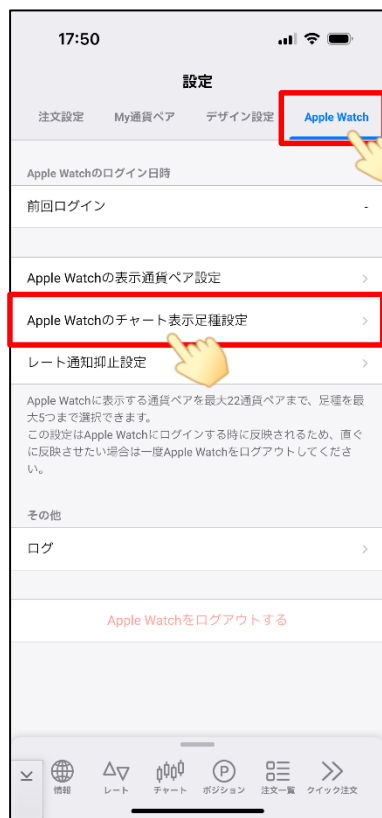 17:50
設定
注文設定 My通貨ペア デザイン設定 Apple Watch
Apple Watchのログイン日時
前回ログイン -
Apple Watchの表示通貨ペア設定
Apple Watchのチャート表示足種設定
レート通知抑止設定
Apple Watchに表示する通貨ペアを最大22通貨ペアまで、足種を最
大5つまで選択できます。
この設定はApple Watchにログインする時に反映されるため、直ぐ
に反映させたい場合は一度Apple Watchをログアウトしてくださ
い。
その他
ログ
Apple Watchをログアウトする
情報 レート チャート ポジション 注文一覧 クイック注文